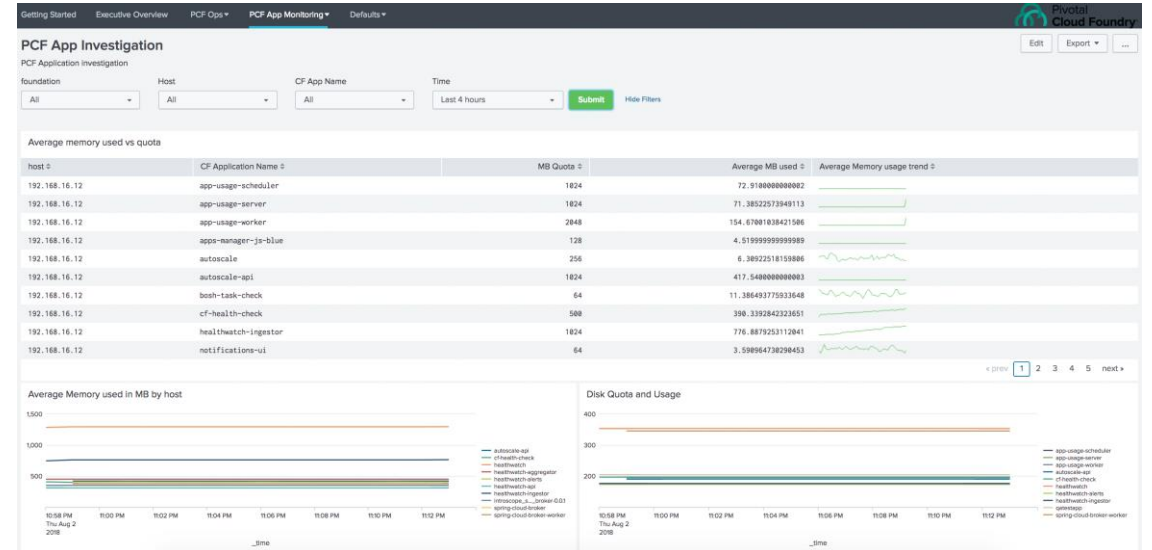 Getting Started Executive Overview PCF Ops PCF App Monitoring Defaults
Pivotal
Cloud Foundry
PCF App Investigation
Edit Export ...
PCF Application investigation
foundation Host CF App Name Time
All All All Last 4 hours Submit Hide Filters
Average memory used vs quota
host CF Application Name MB Quota Average MB used Average Memory usage trend
192.168.16.12 app-usage-scheduler 1024 72.9100000000002
192.168.16.12 app-usage-server 1024 71.38522573949113
192.168.16.12 app-usage-worker 2048 154.67001038421506
192.168.16.12 apps-manager-js-blue 128 4.519999999999989
192.168.16.12 autoscale 256 6.30922518159806
192.168.16.12 autoscale-api 1024 417.5400000000003
192.168.16.12 bosh-task-check 64 11.386493775933648
192.168.16.12 cf-health-check 500 390.3392842323651
192.168.16.12 healthwatch-ingestor 1024 776.8879253112041
192.168.16.12 notifications-ui 64 3.590964730290453
« prev 1 2 3 4 5 next »
Average Memory used in MB by host
1,500
1,000
500
autoscale-api
cf-health-check
healthwatch
healthwatch-aggregator
healthwatch-alerts
healthwatch-api
healthwatch-ingestor
introscope_s..._broker-0.0.1
spring-cloud-broker
spring-cloud-broker-worker
10:58 PM 11:00 PM 11:02 PM 11:04 PM 11:06 PM 11:08 PM 11:10 PM 11:12 PM
Thu Aug 2
2018
_time
Disk Quota and Usage
400
300
200
app-usage-scheduler
app-usage-server
app-usage-worker
autoscale-api
cf-health-check
healthwatch
healthwatch-alerts
healthwatch-ingestor
qatestapp
spring-cloud-broker-worker
10:58 PM 11:00 PM 11:02 PM 11:04 PM 11:06 PM 11:08 PM 11:10 PM 11:12 PM
Thu Aug 2
2018
_time